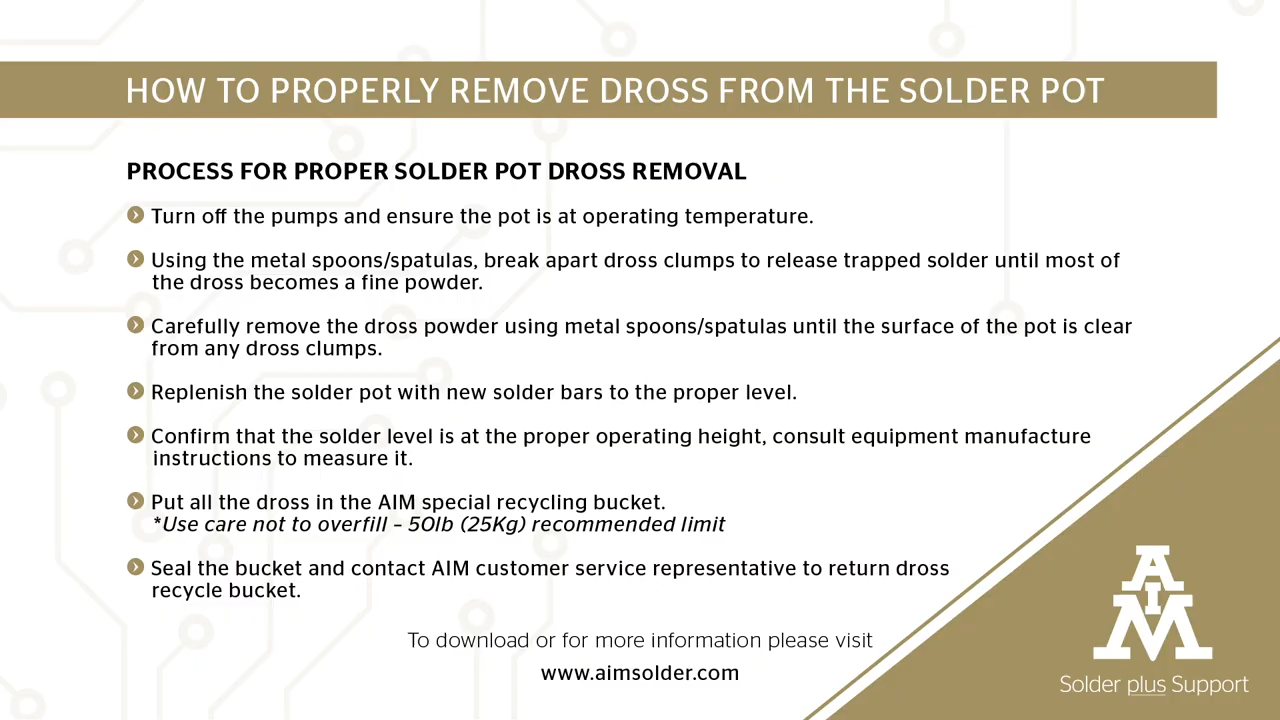 HOW TO PROPERLY REMOVE DROSS FROM THE SOLDER POT
PROCESS FOR PROPER SOLDER POT DROSS REMOVAL
Turn off the pumps and ensure the pot is at operating temperature.
Using the metal spoons/spatulas, break apart dross clumps to release trapped solder until most of
the dross becomes a fine powder.
Carefully remove the dross powder using metal spoons/spatulas until the surface of the pot is clear
from any dross clumps.
Replenish the solder pot with new solder bars to the proper level.
Confirm that the solder level is at the proper operating height, consult equipment manufacture
instructions to measure it.
Put all the dross in the AIM special recycling bucket.
*Use care not to overfill – 50lb (25Kg) recommended limit
Seal the bucket and contact AIM customer service representative to return dross
recycle bucket.
To download or for more information please visit
www.aimsolder.com
AIM
Solder plus Support